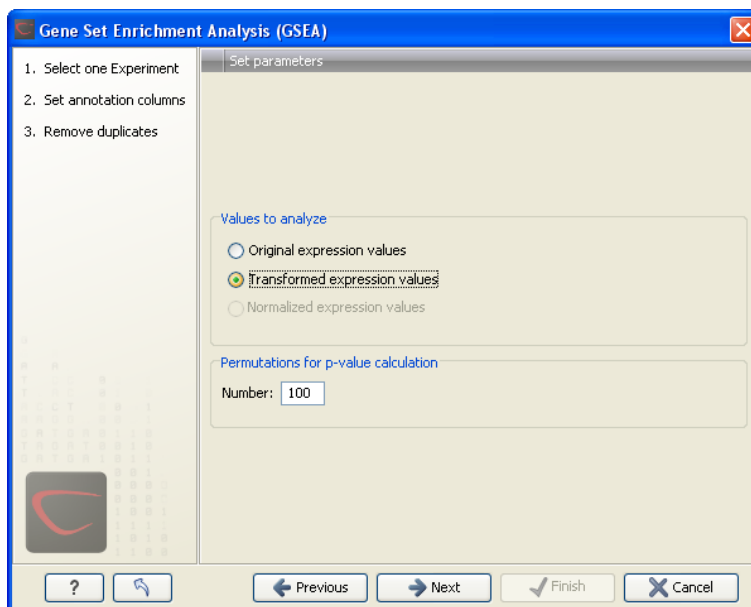 Gene Set Enrichment Analysis (GSEA)
1. Select one Experiment
2. Set annotation columns
3. Remove duplicates
Set parameters
Values to analyze
Original expression values
Transformed expression values
Normalized expression values
Permutations for p-value calculation
Number: 100
?
Previous
Next
Finish
Cancel